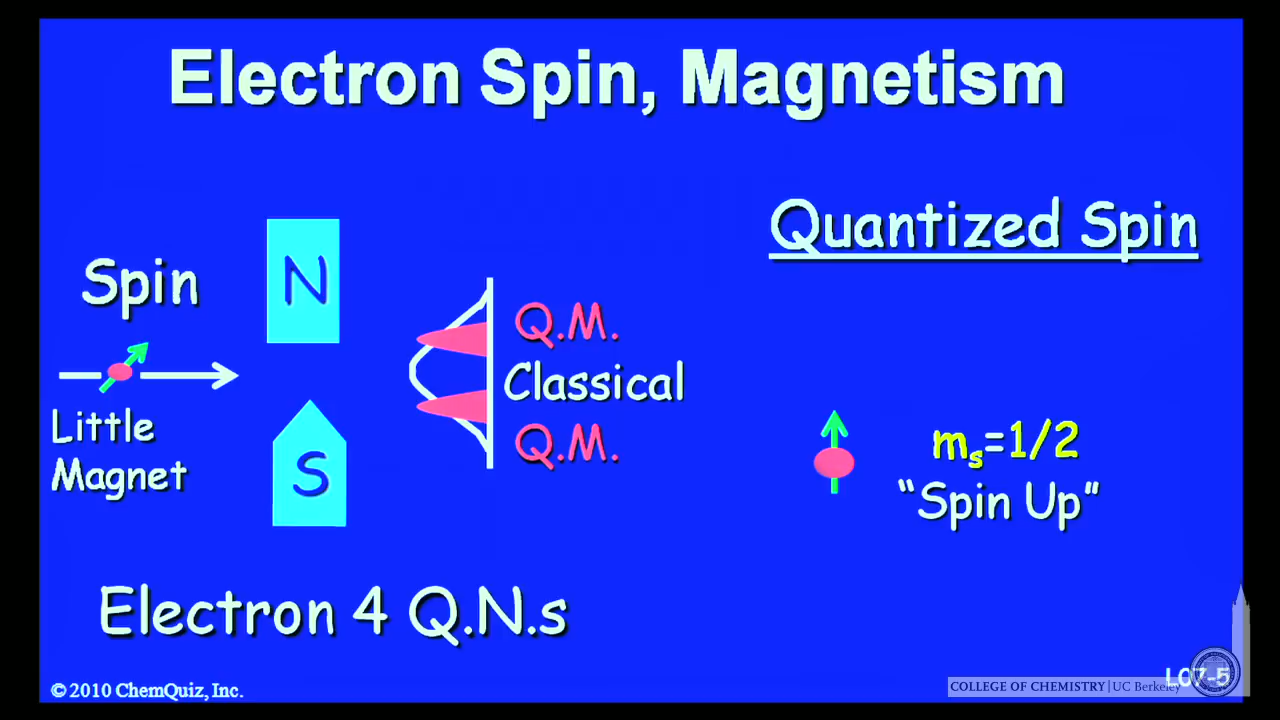 Electron Spin, Magnetism
Quantized Spin
Spin
N
Little
Magnet
S
Q.M.
Classical
Q.M.
mₛ=1/2
“Spin Up”
Electron 4 Q.N.s
© 2010 ChemQuiz, Inc.
COLLEGE OF CHEMISTRY | UC Berkeley
L07-5